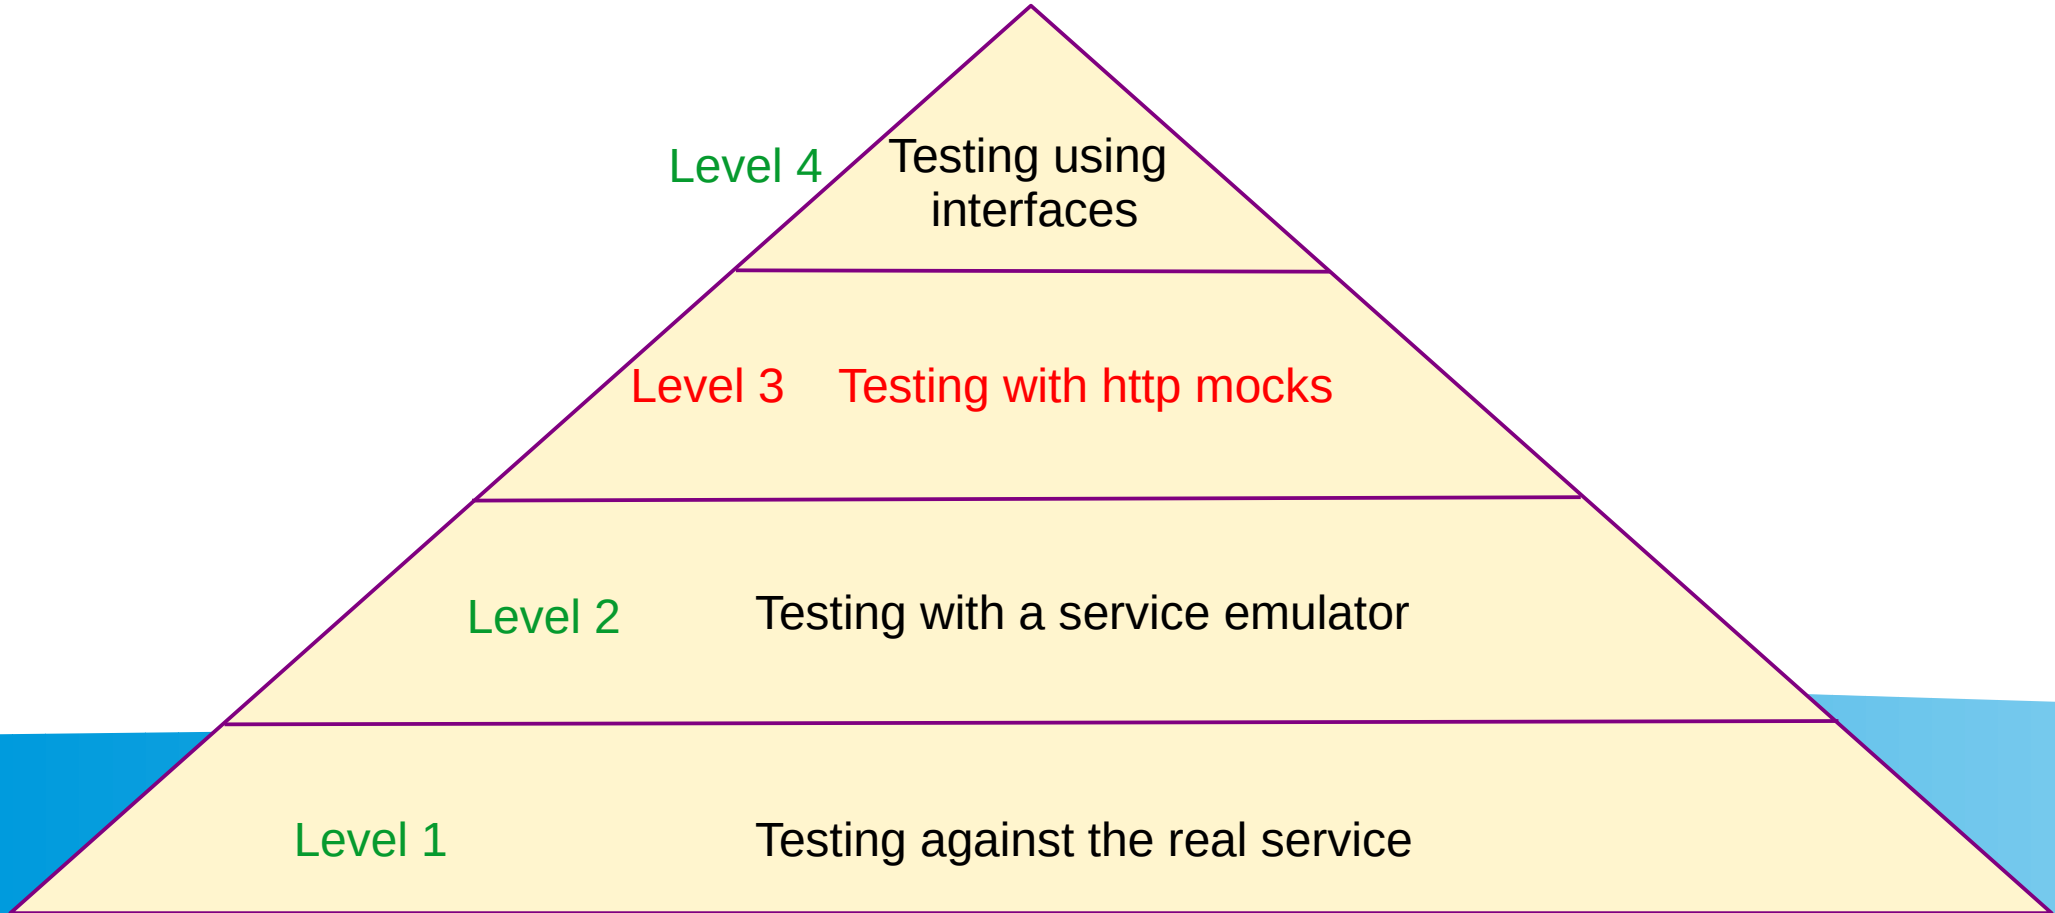 Level 4
Testing using
interfaces
Level 3 Testing with http mocks
Level 2 Testing with a service emulator
Level 1 Testing against the real service